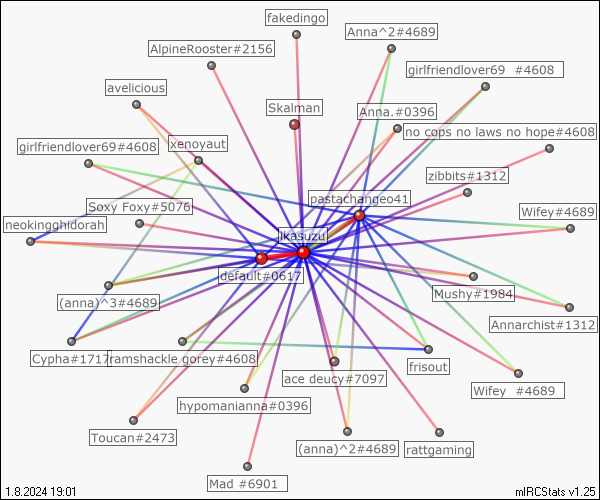 fakedingo
Anna^2#4689
AlpineRooster#2156
girlfriendlover69 #4608
avelicious
Skalman
Anna.#0396
no cops no laws no hope#4608
girlfriendlover69#4608
xenoyaut
zibbits#1312
pastachangeo41
Soxy Foxy#5076
Wifey#4689
neokinghidorah
ikasuzu
default#0617
Mushy#1984
(anna)^3#4689
Annarchist#1312
Cypha#1717
ramshackle gorey#4608
frisout
ace deucy#7097
Wifey #4689
hypomanianna#0396
Toucan#2473
(anna)^2#4689
rattgaming
Mad #6901
1.8.2024 19:01
mIRCStats v1.25